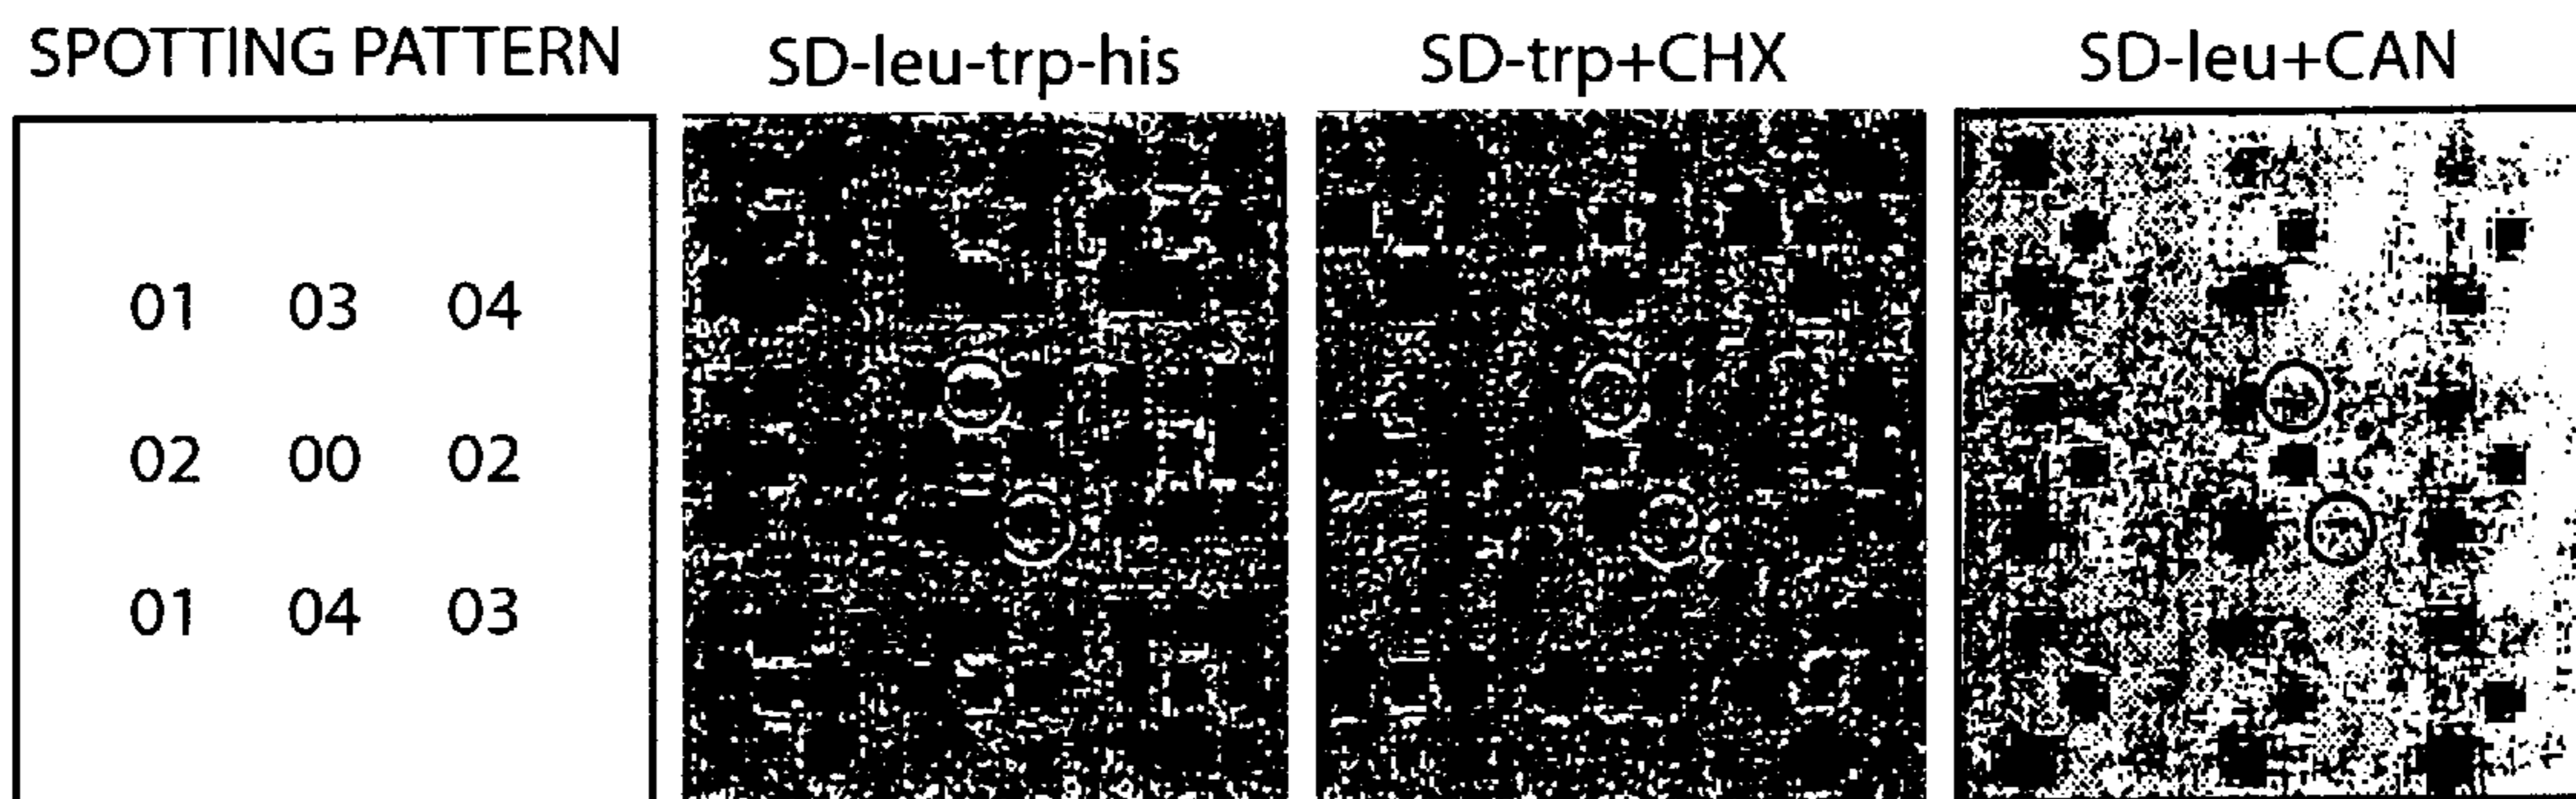 SPOTTING PATTERN SD-leu-trp-his SD-trp+CHX SD-leu+CAN
01 03 04
02 00 02
01 04 03